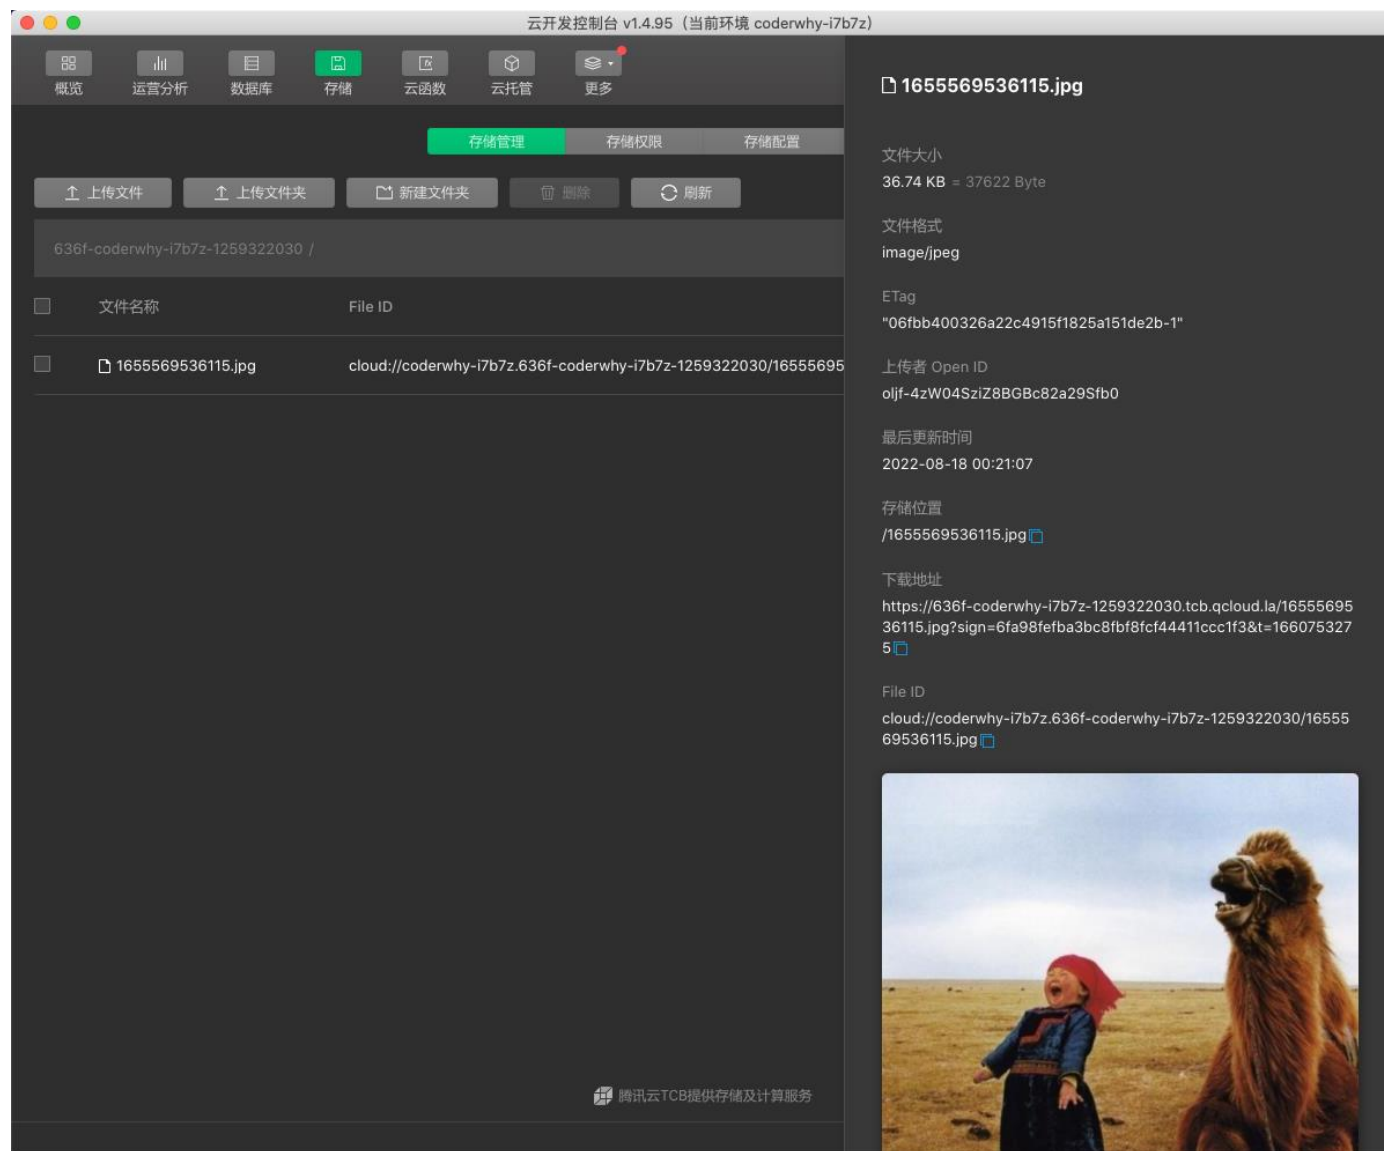 云开发控制台 v1.4.95（当前环境 coderwhy-i7b7z）
概览
运营分析
数据库
存储
云函数
云托管
更多
存储管理
存储权限
存储配置
上传文件
上传文件夹
新建文件夹
删除
刷新
636f-coderwhy-i7b7z-1259322030 /
文件名称 File ID
1655569536115.jpg cloud://coderwhy-i7b7z.636f-coderwhy-i7b7z-1259322030/16555695
腾讯云TCB提供存储及计算服务
1655569536115.jpg
文件大小
36.74 KB = 37622 Byte
文件格式
image/jpeg
ETag
"06fbb400326a22c4915f1825a151de2b-1"
上传者 Open ID
oljf-4zW04SziZ8BGBc82a29Sfb0
最后更新时间
2022-08-18 00:21:07
存储位置
/1655569536115.jpg
下载地址
https://636f-coderwhy-i7b7z-1259322030.tcb.qcloud.la/16555695
36115.jpg?sign=6fa98fefba3bc8fbf8fcf44411ccc1f3&t=166075327
5
File ID
cloud://coderwhy-i7b7z.636f-coderwhy-i7b7z-1259322030/16555
69536115.jpg